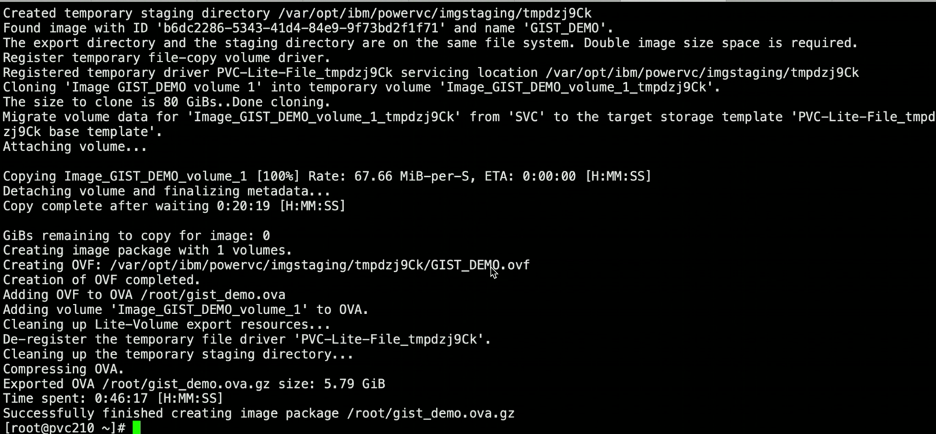 Created temporary staging directory /var/opt/ibm/powervc/imgstaging/tmpdzj9Ck
Found image with ID 'b6dc2286-5343-41d4-84e9-9f73bd2f1f71' and name 'GIST_DEMO'.
The export directory and the staging directory are on the same file system. Double image size space is required.
Register temporary file-copy volume driver.
Registered temporary driver PVC-Lite-File_tmpdzj9Ck servicing location /var/opt/ibm/powervc/imgstaging/tmpdzj9Ck
Cloning 'Image GIST_DEMO volume 1' into temporary volume 'Image_GIST_DEMO_volume_1_tmpdzj9Ck'.
The size to clone is 80 GiBs..Done cloning.
Migrate volume data for 'Image_GIST_DEMO_volume_1_tmpdzj9Ck' from 'SVC' to the target storage template 'PVC-Lite-File_tmpd
zj9Ck base template'.
Attaching volume...
Copying Image_GIST_DEMO_volume_1 [100%] Rate: 67.66 MiB-per-S, ETA: 0:00:00 [H:MM:SS]
Detaching volume and finalizing metadata...
Copy complete after waiting 0:20:19 [H:MM:SS]
GiBs remaining to copy for image: 0
Creating image package with 1 volumes.
Creating OVF: /var/opt/ibm/powervc/imgstaging/tmpdzj9Ck/GIST_DEMO.ovf
Creation of OVF completed.
Adding OVF to OVA /root/gist_demo.ova
Adding volume 'Image_GIST_DEMO_volume_1' to OVA.
Cleaning up Lite-Volume export resources...
De-register the temporary file driver 'PVC-Lite-File_tmpdzj9Ck'.
Cleaning up the temporary staging directory...
Compressing OVA.
Exported OVA /root/gist_demo.ova.gz size: 5.79 GiB
Time spent: 0:46:17 [H:MM:SS]
Successfully finished creating image package /root/gist_demo.ova.gz
[root@pvc210 ~]#